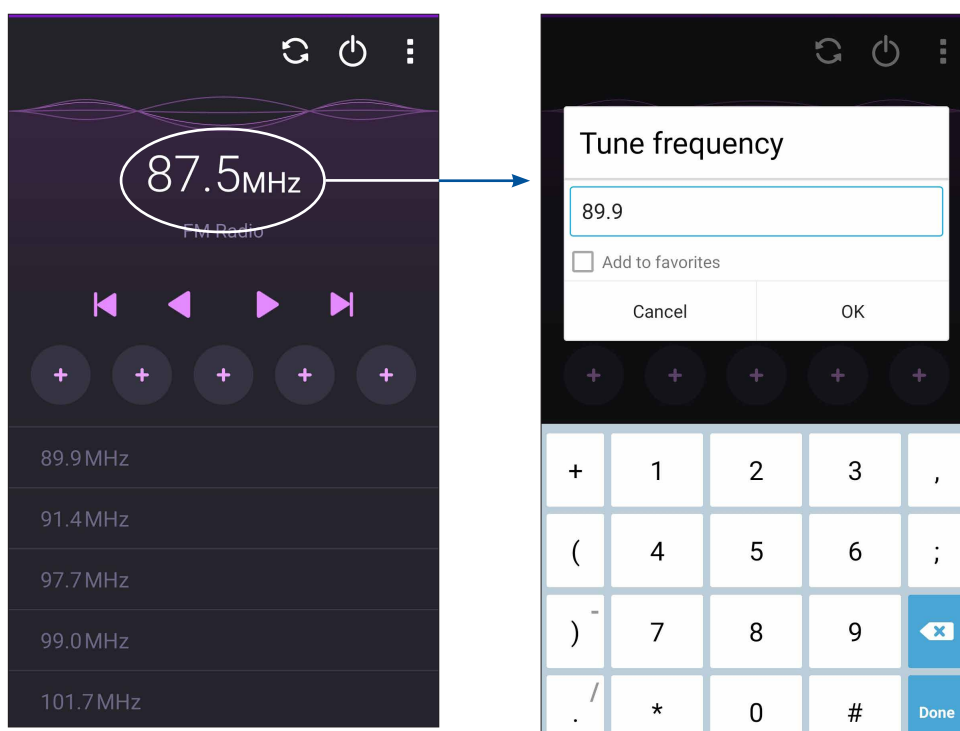 87.5MHz
FM Radio
+ + + + +
89.9MHz
91.4MHz
97.7MHz
99.0MHz
101.7MHz
Tune frequency
89.9
Add to favorites
Cancel OK
+ + + + +
+ 1 2 3 ,
( 4 5 6 ;
) - 7 8 9
. / * 0 # Done